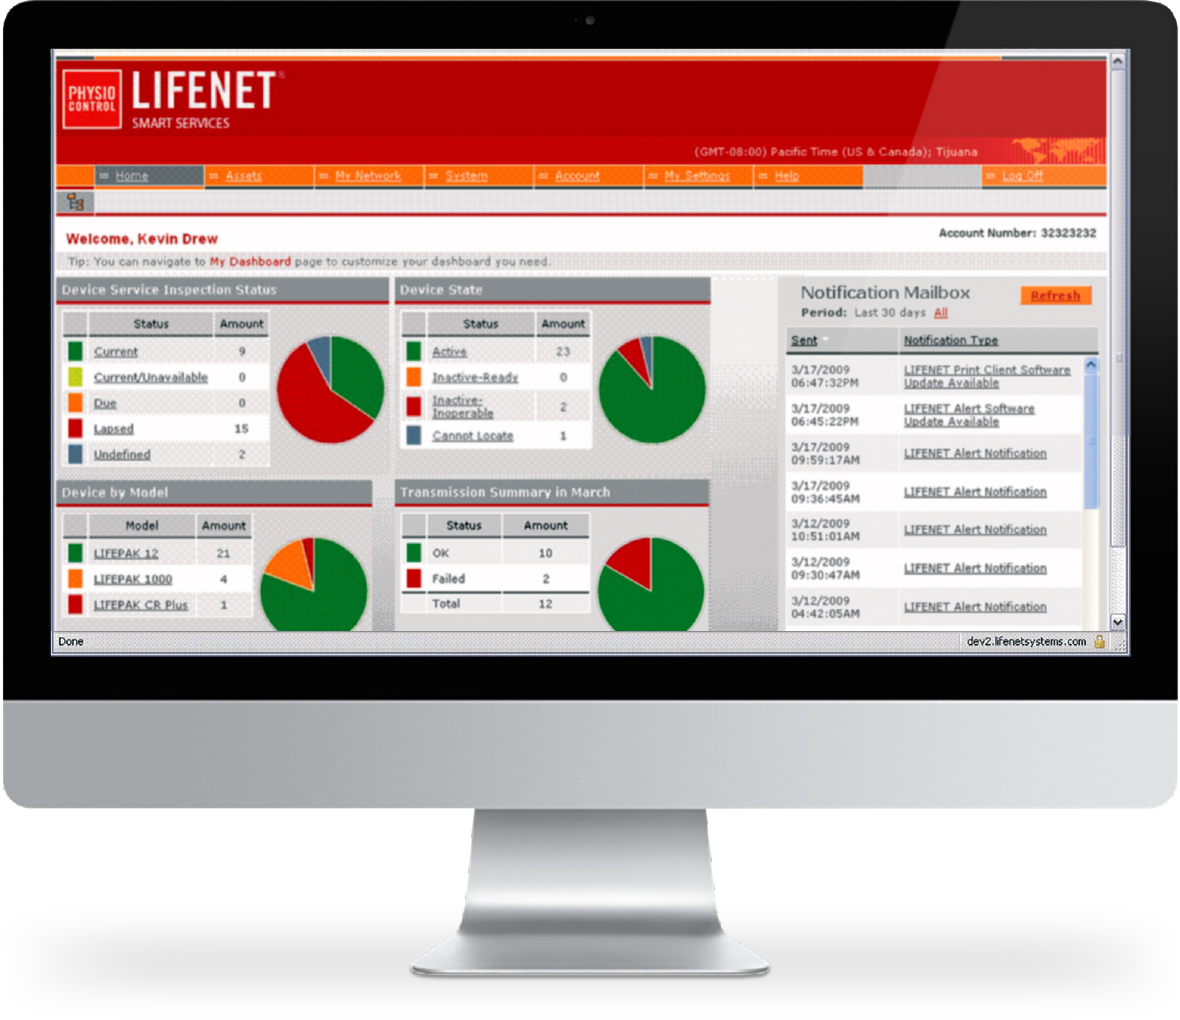 PHYSIO
CONTROL
LIFENET®
SMART SERVICES
(GMT-08:00) Pacific Time (US & Canada); Tijuana
Home Assets My Network System Account My Settings Help Log Off
Welcome, Kevin Drew
Account Number: 32323232
Tip: You can navigate to My Dashboard page to customize your dashboard you need.
Device Service Inspection Status
Status Amount
Current 9
Current/Unavailable 0
Due 0
Lapsed 15
Undefined 2
Device State
Status Amount
Active 23
Inactive-Ready 0
Inactive-
Inoperable 2
Cannot Locate 1
Device by Model
Model Amount
LIFEPAK 12 21
LIFEPAK 1000 4
LIFEPAK CR Plus 1
Transmission Summary in March
Status Amount
OK 10
Failed 2
Total 12
Notification Mailbox
Refresh
Period: Last 30 days All
Sent Notification Type
3/17/2009
06:47:32PM
LIFENET Print Client Software
Update Available
3/17/2009
06:45:22PM
LIFENET Alert Software
Update Available
3/17/2009
09:59:17AM
LIFENET Alert Notification
3/17/2009
09:36:45AM
LIFENET Alert Notification
3/12/2009
10:51:01AM
LIFENET Alert Notification
3/12/2009
09:30:47AM
LIFENET Alert Notification
3/12/2009
04:42:05AM
LIFENET Alert Notification
Done
dev2.lifenetsystems.com